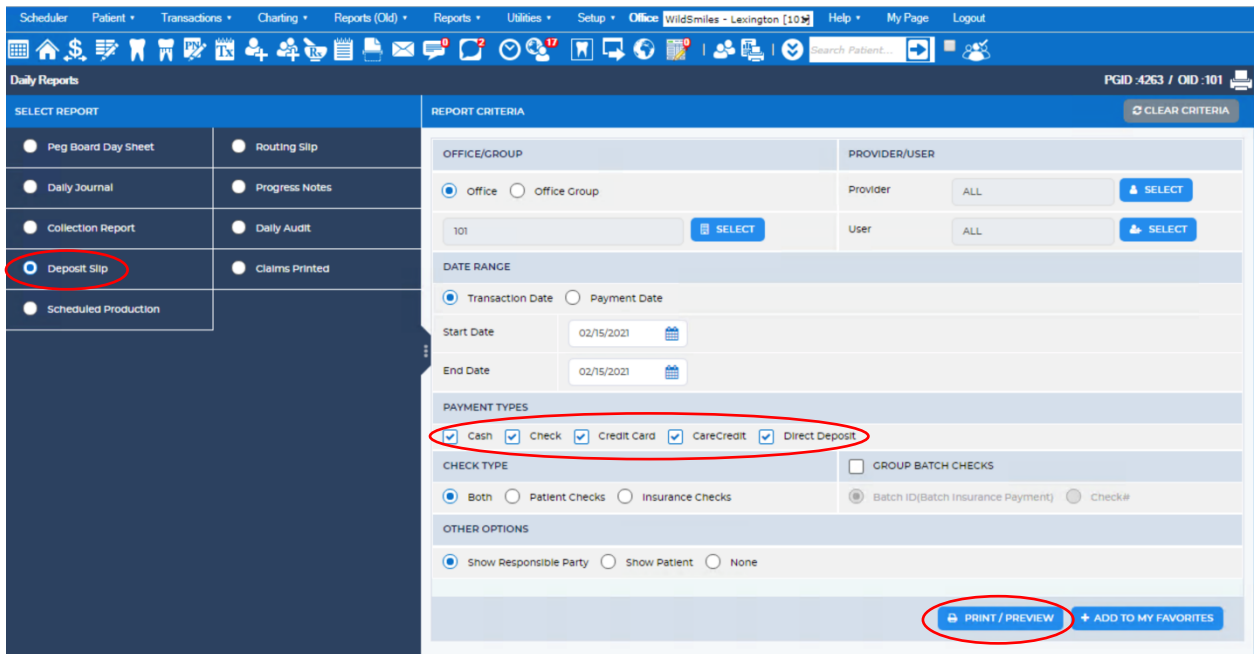 Scheduler Patient Transactions Charting Reports (Old) Reports Utilities Setup Office WildSmiles - Lexington [101] Help My Page Logout
Search Patient...
Daily Reports PGID :4263 / OID :101
SELECT REPORT REPORT CRITERIA CLEAR CRITERIA
Peg Board Day Sheet Routing Slip
OFFICE/GROUP PROVIDER/USER
Daily Journal Progress Notes Office Office Group Provider ALL SELECT
Collection Report Daily Audit 101 SELECT User ALL SELECT
Deposit Slip Claims Printed DATE RANGE
Transaction Date Payment Date
Scheduled Production
Start Date 02/15/2021
End Date 02/15/2021
PAYMENT TYPES
Cash Check Credit Card CareCredit Direct Deposit
CHECK TYPE GROUP BATCH CHECKS
Both Patient Checks Insurance Checks Batch ID(Batch Insurance Payment) Check#
OTHER OPTIONS
Show Responsible Party Show Patient None
PRINT / PREVIEW + ADD TO MY FAVORITES